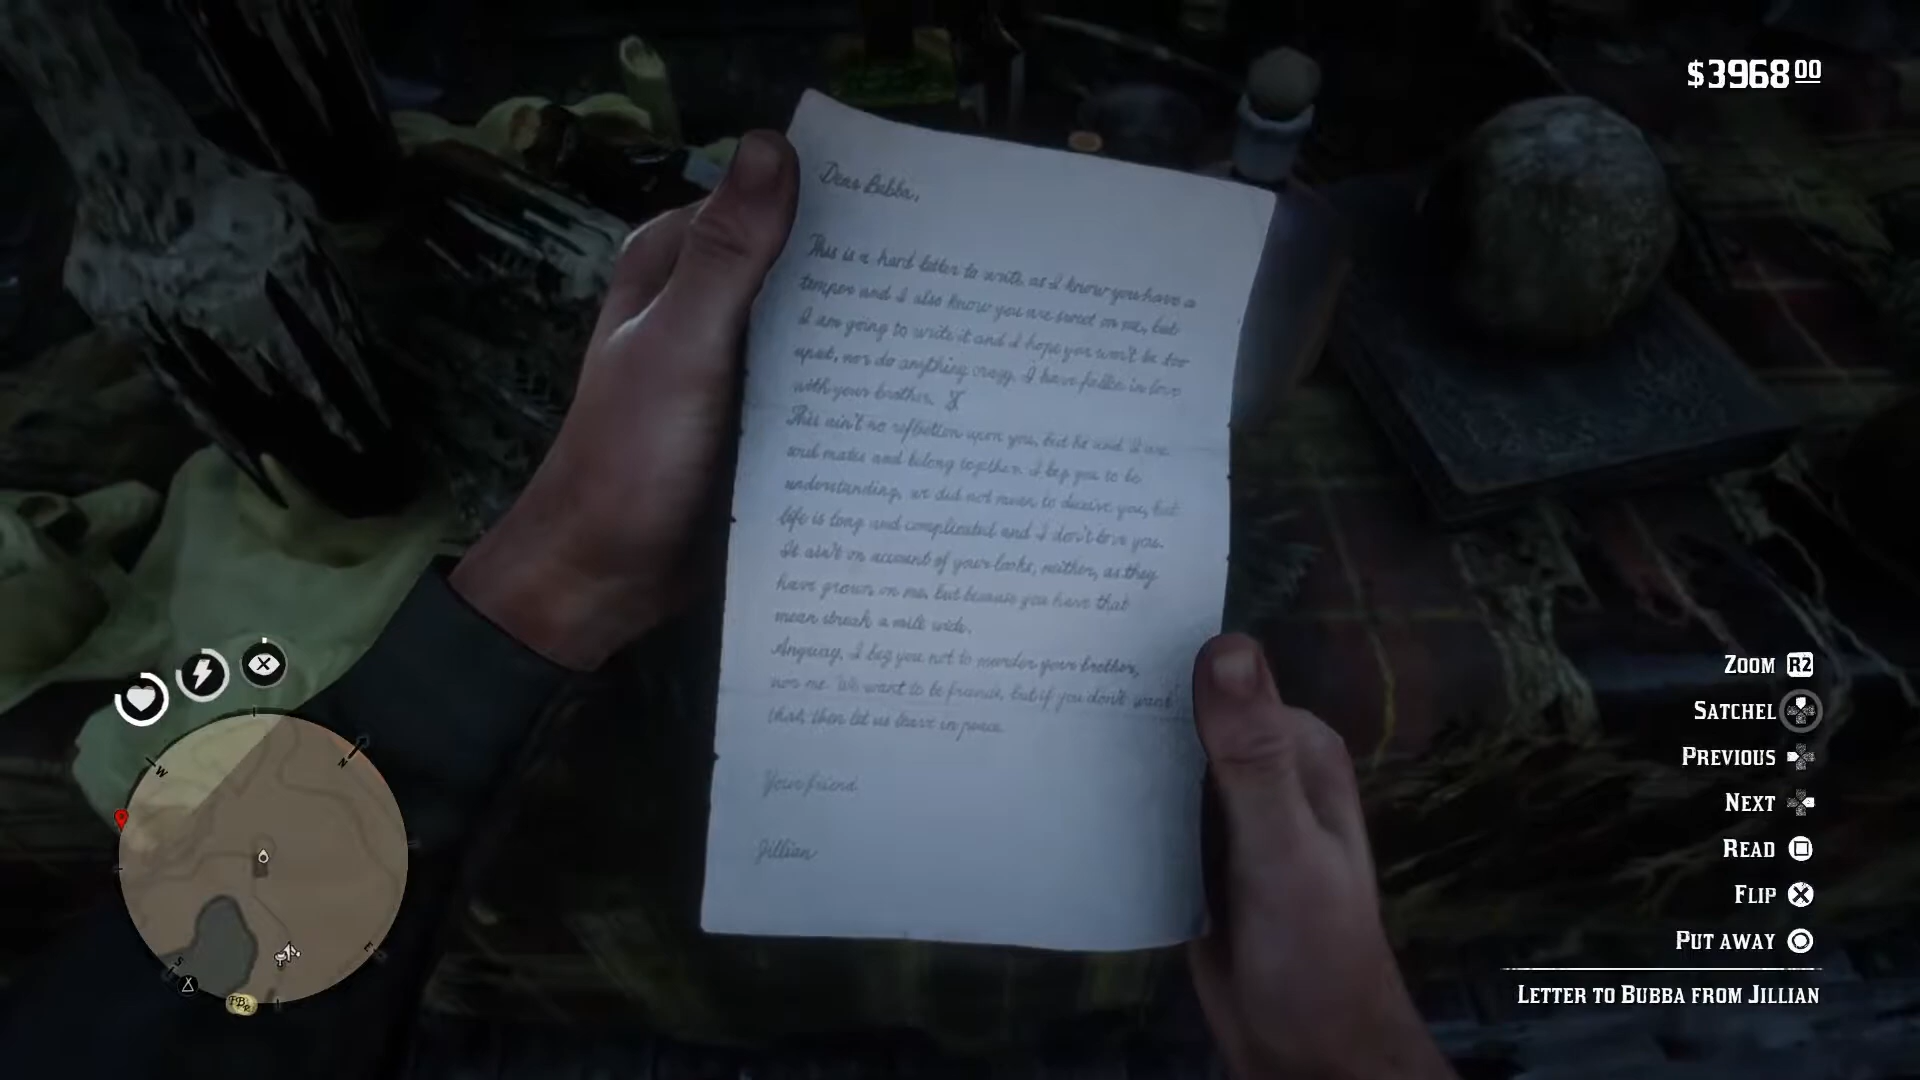 $3968 00
Dear Bubba,
This is a hard letter to write, as I know you have a
temper and I also know you are sweet on me, but
I am going to write it and I hope you won't be too
upset, nor do anything crazy. I have fallen in love
with your brother.
This ain't no reflection upon you, but he and I are
soul mates and belong together. I beg you to be
understanding, we did not mean to deceive you, but
life is long and complicated and I don't love you.
It ain't on account of your looks, neither, as they
have grown on me, but because you have that
mean streak a mile wide.
Anyway, I beg you not to murder your brother,
nor me. We want to be friends, but if you don't want
that, then let us leave in peace.
Your friend
Jillian
ZOOM R2
SATCHEL
PREVIOUS
NEXT
READ
FLIP
PUT AWAY
LETTER TO BUBBA FROM JILLIAN
W
N
S
E